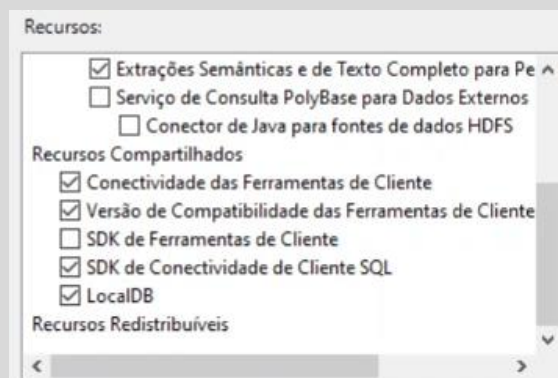 Recursos:
Extrações Semânticas e de Texto Completo para Pe
Serviço de Consulta PolyBase para Dados Externos
Conector de Java para fontes de dados HDFS
Recursos Compartilhados
Conectividade das Ferramentas de Cliente
Versão de Compatibilidade das Ferramentas de Cliente
SDK de Ferramentas de Cliente
SDK de Conectividade de Cliente SQL
LocalDB
Recursos Redistribuíveis